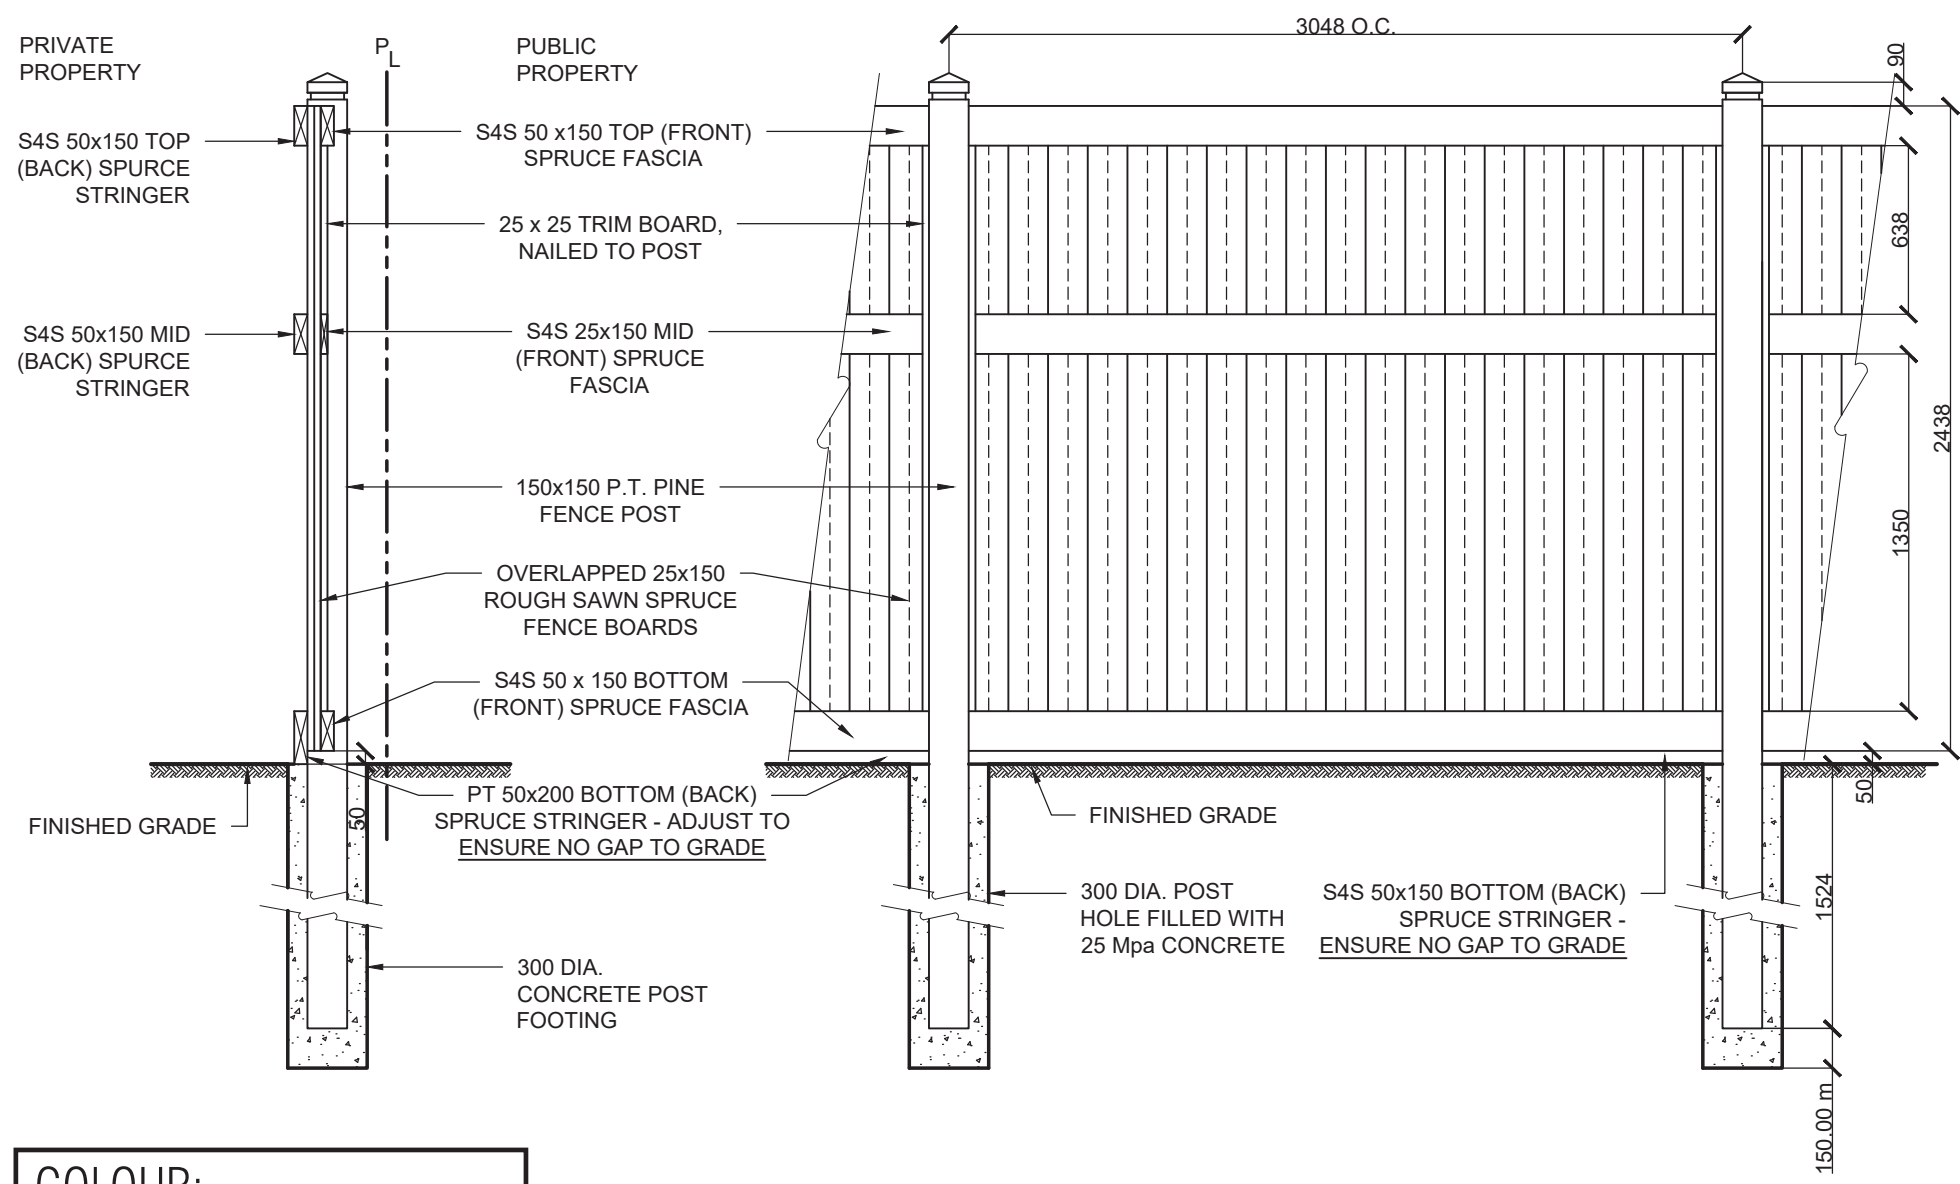 PRIVATE
PROPERTY
PL
PUBLIC
PROPERTY
3048 O.C.
90
S4S 50x150 TOP
(BACK) SPURCE
STRINGER
S4S 50 x150 TOP (FRONT)
SPRUCE FASCIA
25 x 25 TRIM BOARD,
NAILED TO POST
638
S4S 50x150 MID
(BACK) SPURCE
STRINGER
S4S 25x150 MID
(FRONT) SPRUCE
FASCIA
2438
150x150 P.T. PINE
FENCE POST
1350
OVERLAPPED 25x150
ROUGH SAWN SPRUCE
FENCE BOARDS
S4S 50 x 150 BOTTOM
(FRONT) SPRUCE FASCIA
50
PT 50x200 BOTTOM (BACK)
SPRUCE STRINGER - ADJUST TO
ENSURE NO GAP TO GRADE
FINISHED GRADE
FINISHED GRADE
50
300 DIA. POST
HOLE FILLED WITH
25 Mpa CONCRETE
S4S 50x150 BOTTOM (BACK)
SPRUCE STRINGER -
ENSURE NO GAP TO GRADE
1524
300 DIA.
CONCRETE POST
FOOTING
150.00 m
COLOUR: